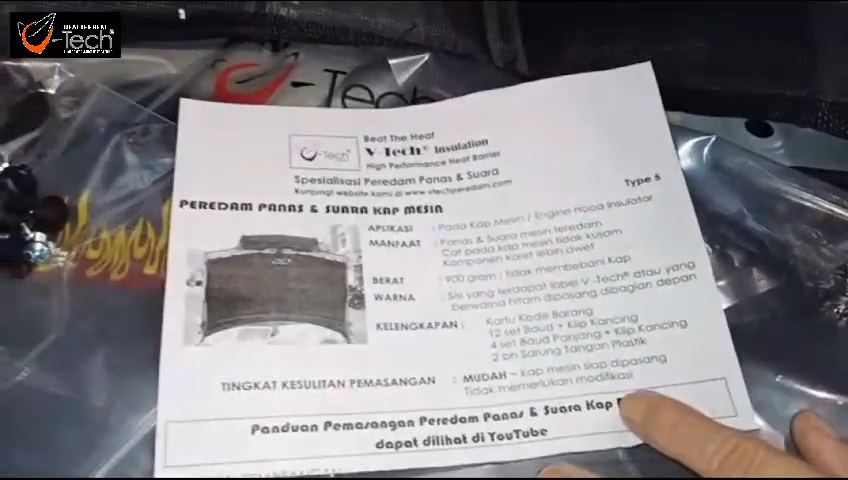 BEAT THE HEAT
V-Tech
V-Tech
Beat The Heat
V-Tech® Insulation
High Performance Heat Barrier
V-Tech
Spesialisasi Peredam Panas & Suara
Kunjungi website kami di www.vtechperedam.com
Type 5
PEREDAM PANAS & SUARA KAP MESIN
APLIKASI : Pada Kap Mesin / Engine Hood Insulator
MANFAAT : Panas & Suara mesin teredam
Cat pada kap mesin tidak kusam
Komponen karet lebih awet
BERAT : 900 gram / tidak membebani Kap
WARNA : Sisi yang terdapat label V-Tech® atau yang
berwarna hitam dipasang dibagian depan
KELENGKAPAN : Kartu Kode Barang
12 set Baud + Klip Kancing
4 set Baud Panjang + Klip Kancing
2 pn Sarung Tangan Plastik
TINGKAT KESULITAN PEMASANGAN : MUDAH – kap mesin siap dipasang
Tidak memerlukan modifikasi
Panduan Pemasangan Peredam Panas & Suara Kap
dapat dilihat di YouTube